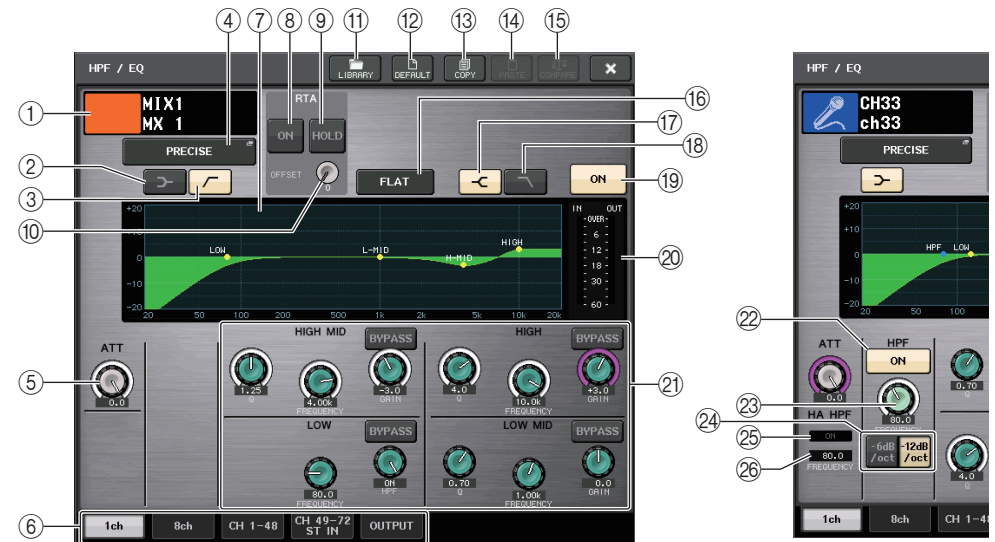 ④ ⑦ ⑧ ⑨ ⑪ ⑫ ⑬ ⑭ ⑮
HPF / EQ
LIBRARY
DEFAULT
COPY
PASTE
COMPARE
①
MIX1
MX 1
RTA
ON
HOLD
OFFSET
0
PRECISE
FLAT
ON
② ③ ⑩ ⑯ ⑰ ⑱ ⑲
+20
+10
0
-10
-20
LOW
L-MID
H-MID
HIGH
20 50 100 200 500 1k 2k 5k 10k 20k
IN OUT
-OVER-
6
12
18
30
60
⑳
ATT
0.0
⑤
HIGH MID
BYPASS
1.25
Q
4.00k
FREQUENCY
-3.0
GAIN
HIGH
BYPASS
4.0
Q
10.0k
FREQUENCY
+3.0
GAIN
㉑
LOW
BYPASS
80.0
FREQUENCY
ON
HPF
LOW MID
BYPASS
0.70
Q
1.00k
FREQUENCY
0.0
GAIN
⑥
1ch
8ch
CH 1-48
CH 49-72
ST IN
OUTPUT
HPF / EQ
CH33
ch33
PRECISE
+20
+10
0
-10
-20
HPF LOW
20 50 100
㉒
ATT
0.0
HPF
ON
㉓
80.0
FREQUENCY
0.70
Q
㉔
HA HPF
㉕
ON
㉖
80.0
FREQUENCY
-6dB
/oct
-12dB
/oct
4.0
Q
1ch
8ch
CH 1-48